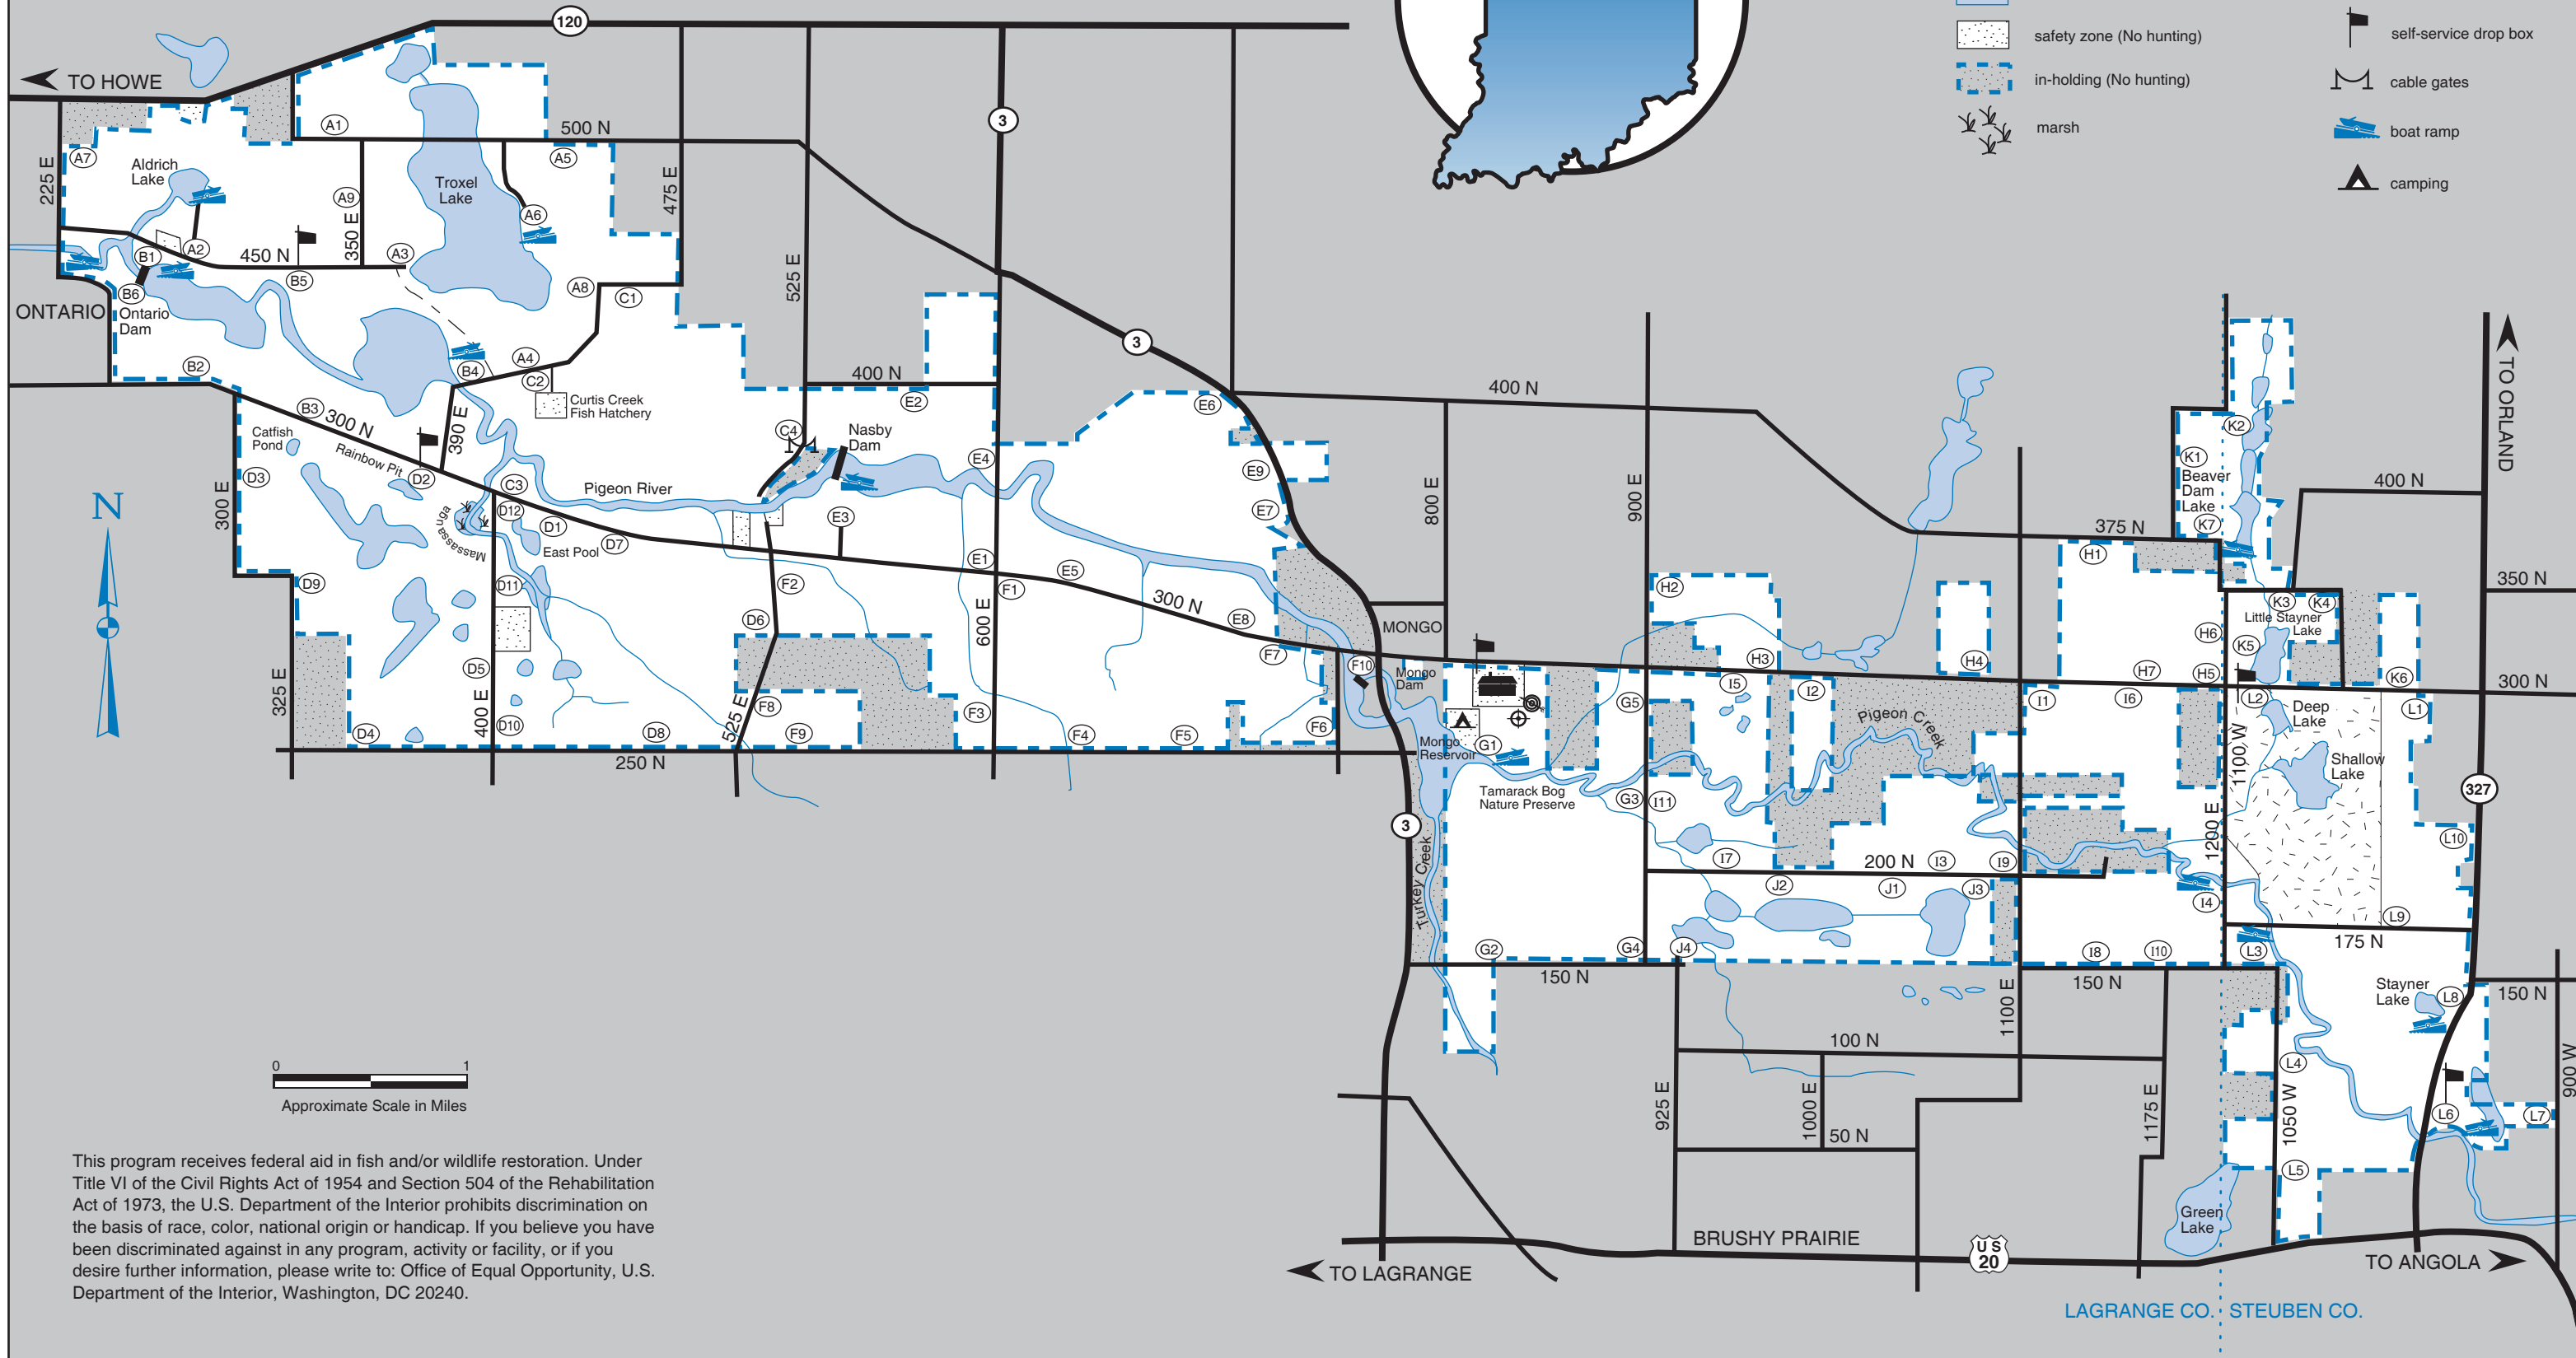 120
TO HOWE
safety zone (No hunting)
in-holding (No hunting)
marsh
self-service drop box
cable gates
boat ramp
camping
A1
500 N
3
A7
Aldrich
Lake
A5
225 E
A9
350 E
Troxel
Lake
A6
475 E
525 E
A2
A3
450 N
B1
B5
B6
A8
C1
ONTARIO
Ontario
Dam
B2
B4
A4
C2
Curtis Creek
Fish Hatchery
400 N
E2
3
E6
400 N
B3
300 N
390 E
Catfish
Pond
Rainbow Pit
D2
D3
300 E
C4
Nasby
Dam
E4
E9
E7
C3
Pigeon River
D12
D1
East Pool
D7
E3
Massassauga
N
E1
E5
F1
300 N
E8
D9
D11
F2
D6
600 E
F7
F10
MONGO
Mongo
Dam
325 E
D5
400 E
D10
D4
D8
525 E
F8
F9
F3
F4
F5
F6
250 N
800 E
900 E
Mongo
Reservoir
G1
Tamarack Bog
Nature Preserve
Turkey Creek
3
G2
G3
G4
G5
H2
H3
H4
I5
I2
I11
Pigeon Creek
I7
200 N
I3
I9
J2
J1
J3
J4
150 N
375 N
H1
H6
H7
H5
I1
I6
I4
I8
I10
150 N
1100 E
1200 E
1100 W
K2
K1
Beaver
Dam
Lake
K7
400 N
TO ORLAND
350 N
K3
K4
Little Stayner
Lake
K5
K6
300 N
L2
Deep
Lake
L1
Shallow
Lake
327
L10
L9
175 N
L3
Stayner
Lake
L8
150 N
L4
1050 W
L6
L7
900 W
L5
100 N
925 E
1000 E
50 N
1175 E
Green
Lake
BRUSHY PRAIRIE
U S
20
TO LAGRANGE
TO ANGOLA
LAGRANGE CO.
STEUBEN CO.
0 1
Approximate Scale in Miles
This program receives federal aid in fish and/or wildlife restoration. Under
Title VI of the Civil Rights Act of 1954 and Section 504 of the Rehabilitation
Act of 1973, the U.S. Department of the Interior prohibits discrimination on
the basis of race, color, national origin or handicap. If you believe you have
been discriminated against in any program, activity or facility, or if you
desire further information, please write to: Office of Equal Opportunity, U.S.
Department of the Interior, Washington, DC 20240.